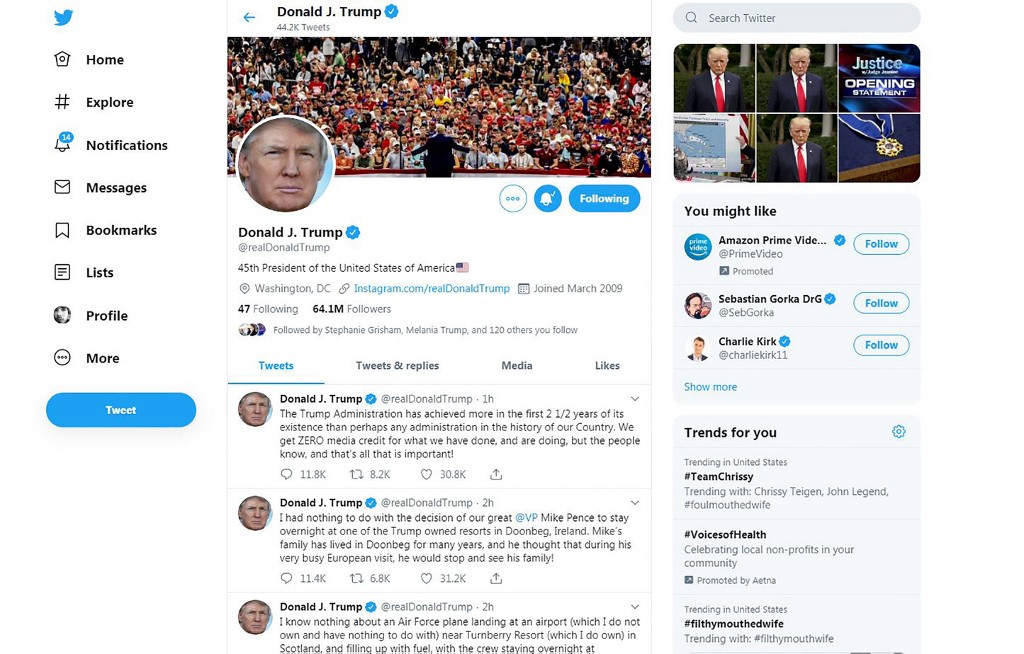 Home
Explore
14
Notifications
Messages
Bookmarks
Lists
Profile
More
Tweet
Donald J. Trump
44.2K Tweets
Following
Donald J. Trump
@realDonaldTrump
45th President of the United States of America
Washington, DC Instagram.com/realDonaldTrump Joined March 2009
47 Following 64.1M Followers
Followed by Stephanie Grisham, Melania Trump, and 120 others you follow
Tweets Tweets & replies Media Likes
Donald J. Trump @realDonaldTrump · 1h
The Trump Administration has achieved more in the first 2 1/2 years of its
existence than perhaps any administration in the history of our Country. We
get ZERO media credit for what we have done, and are doing, but the people
know, and that's all that is important!
11.8K 8.2K 30.8K
Donald J. Trump @realDonaldTrump · 2h
I had nothing to do with the decision of our great @VP Mike Pence to stay
overnight at one of the Trump owned resorts in Doonbeg, Ireland. Mike's
family has lived in Doonbeg for many years, and he thought that during his
very busy European visit, he would stop and see his family!
11.4K 6.8K 31.2K
Donald J. Trump @realDonaldTrump · 2h
I know nothing about an Air Force plane landing at an airport (which I do not
own and have nothing to do with) near Turnberry Resort (which I do own) in
Scotland, and filling up with fuel, with the crew staying overnight at
Search Twitter
Justice
w/Judge Jeanine
OPENING
STATEMENT
You might like
prime
video
Amazon Prime Vide...
@PrimeVideo
Promoted
Follow
Sebastian Gorka DrG
@SebGorka
Follow
Charlie Kirk
@charliekirk11
Follow
Show more
Trends for you
Trending in United States
#TeamChrissy
Trending with: Chrissy Teigen, John Legend,
#foulmouthedwife
#VoicesofHealth
Celebrating local non-profits in your
community
Promoted by Aetna
Trending in United States
#filthymouthedwife
Trending with: #filthymouthwife